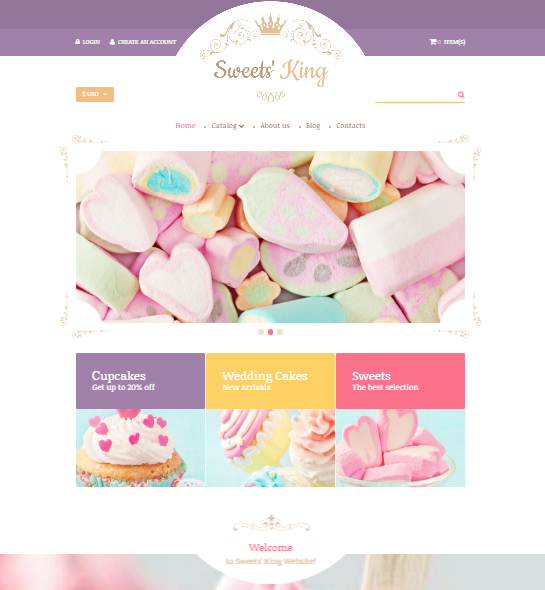 LOGIN
CREATE AN ACCOUNT
0 ITEM(S)
Sweets' King
$ USD
Home
Catalog
About us
Blog
Contacts
Cupcakes
Get up to 20% off
Wedding Cakes
New Arrivals
Sweets
The best selection
Welcome
to Sweets' King Website!